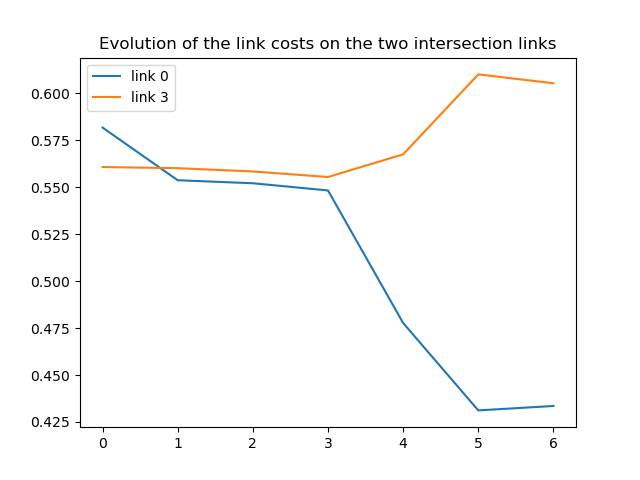 Evolution of the link costs on the two intersection links
link 0
link 3
0.600
0.575
0.550
0.525
0.500
0.475
0.450
0.425
0 1 2 3 4 5 6